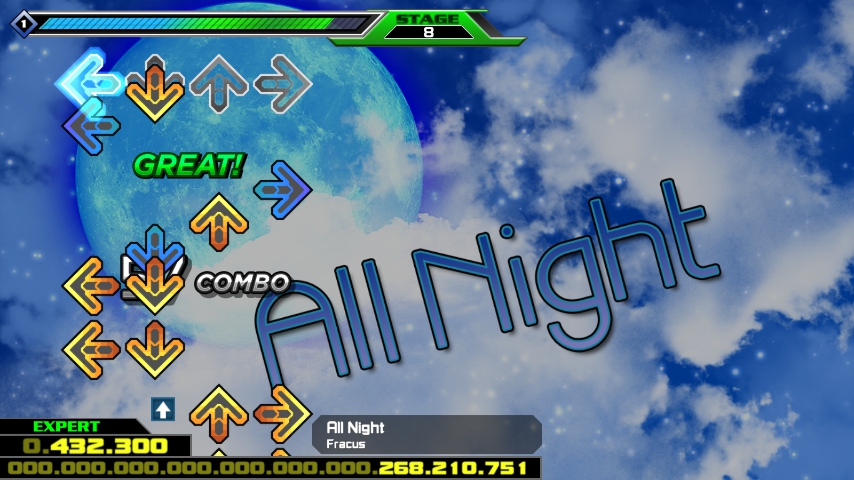 1
STAGE
8
GREAT!
COMBO
All Night
EXPERT
0.432.300
All Night
Fracus
000.000.000.000.000.000.000.268.210.751